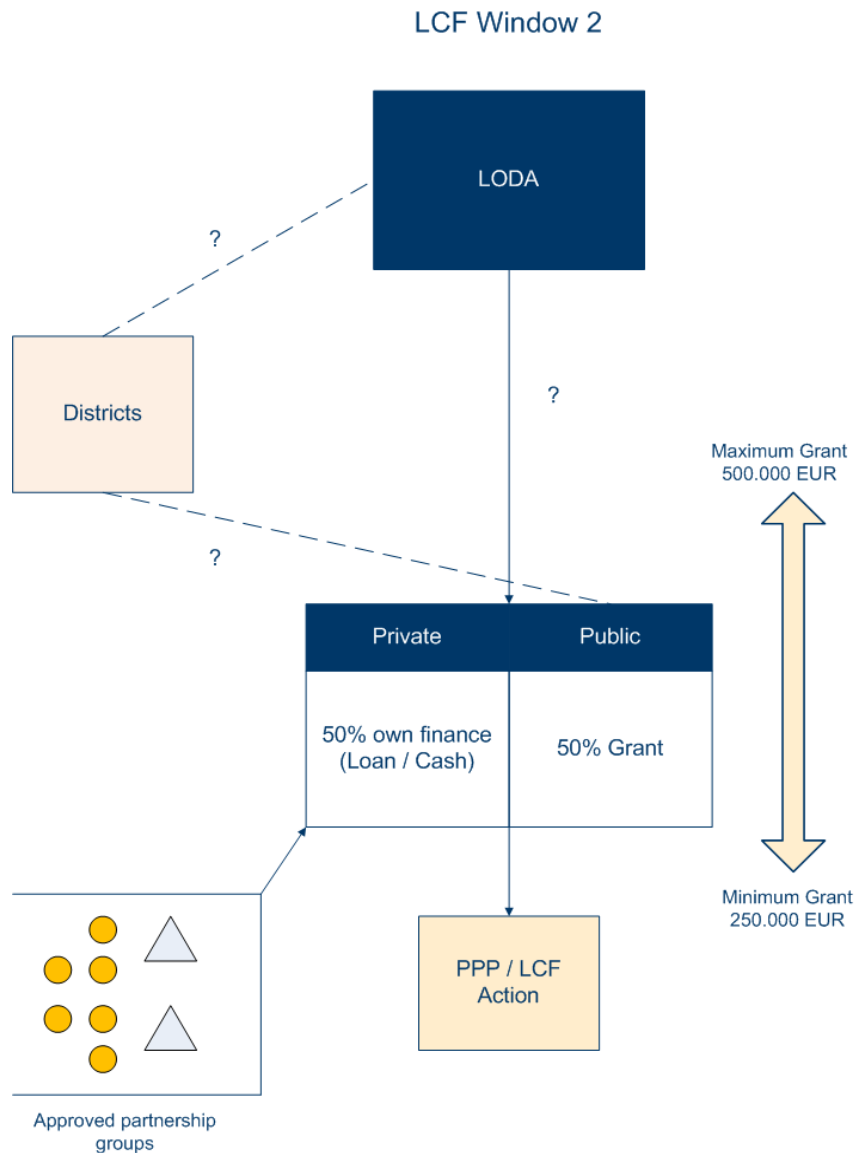 LCF Window 2
LODA
?
Districts
?
Maximum Grant
500.000 EUR
?
Private
Public
50% own finance
(Loan / Cash)
50% Grant
Minimum Grant
250.000 EUR
PPP / LCF
Action
Approved partnership
groups